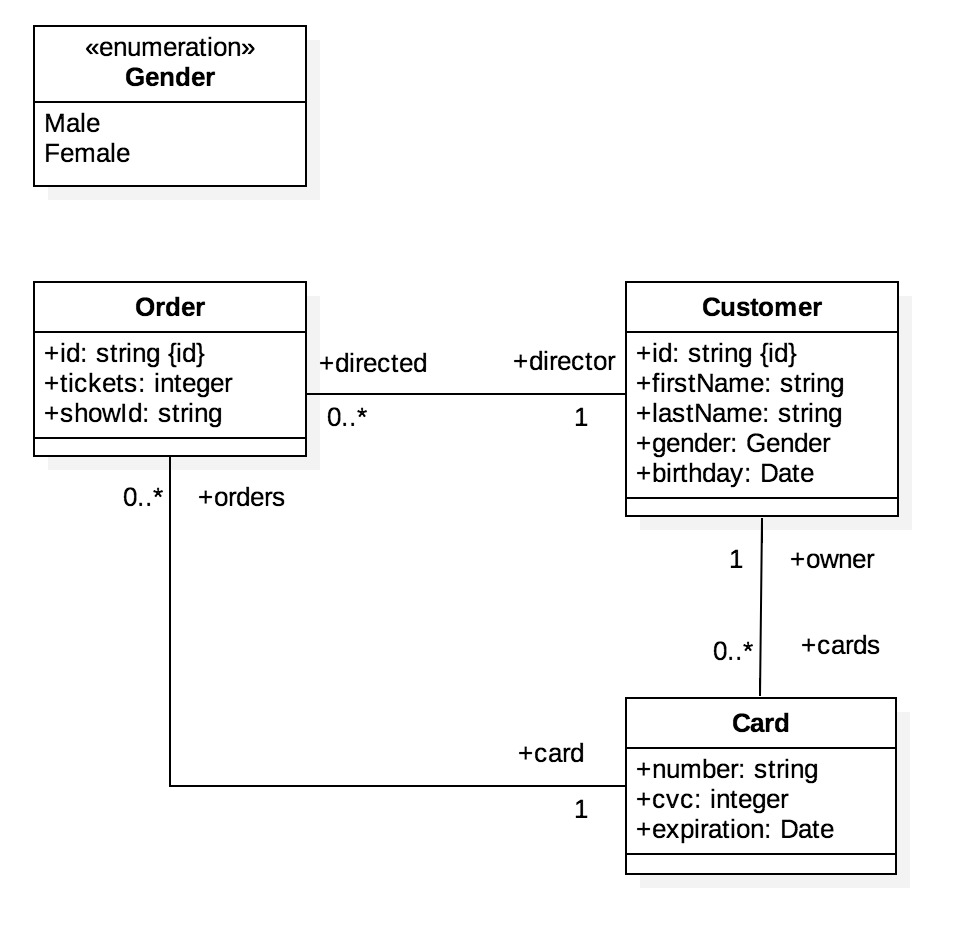 «enumeration»
Gender
Male
Female
Order
+id: string {id}
+tickets: integer
+showId: string
+directed
0..*
+director
1
Customer
+id: string {id}
+firstName: string
+lastName: string
+gender: Gender
+birthday: Date
0..*
+orders
1
+owner
0..*
+cards
+card
1
Card
+number: string
+cvc: integer
+expiration: Date